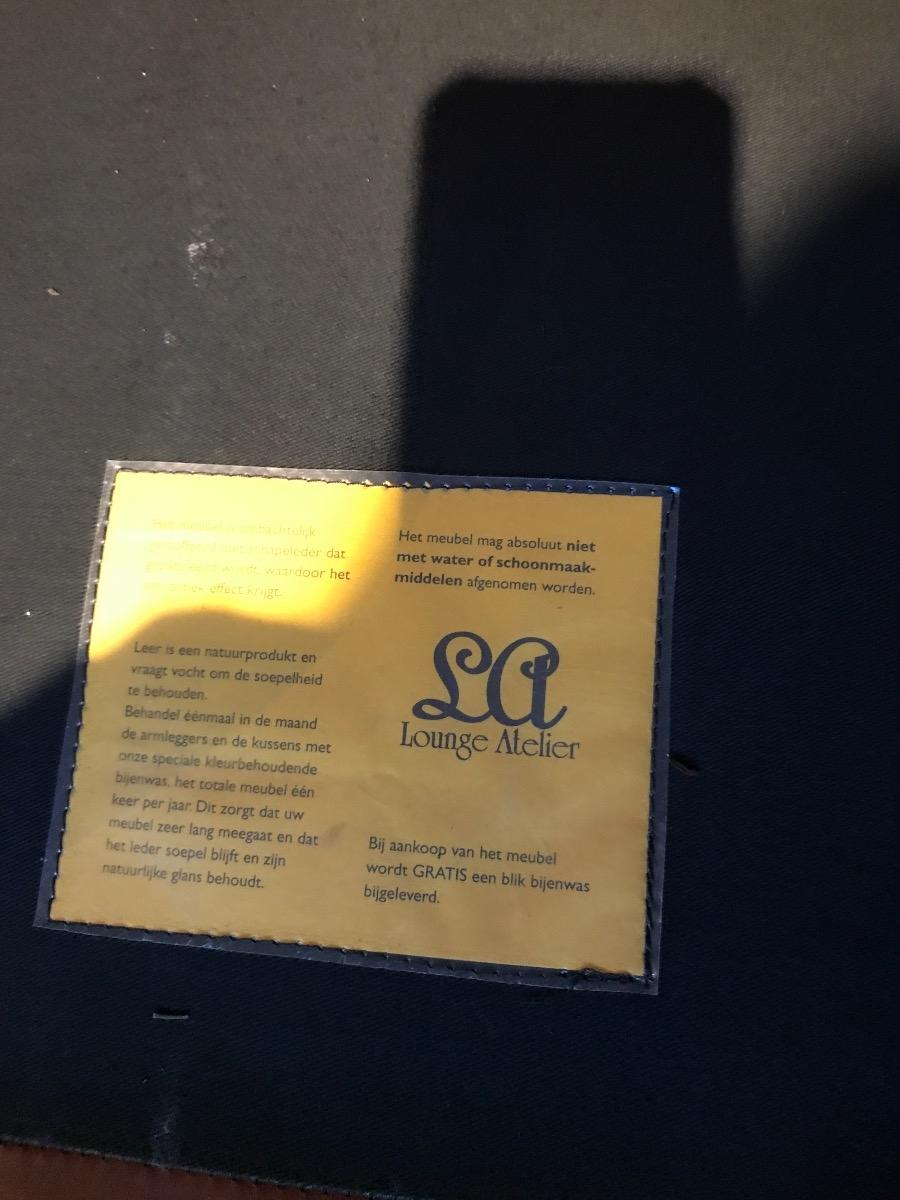 Het meubel is ambachtelijk
gestoffeerd met schapeleder dat
gepatineerd wordt, waardoor het
een antiek effect krijgt.
Leer is een natuurprodukt en
vraagt vocht om de soepelheid
te behouden.
Behandel éénmaal in de maand
de armleggers en de kussens met
onze speciale kleurbehoudende
bijenwas, het totale meubel één
keer per jaar. Dit zorgt dat uw
meubel zeer lang meegaat en dat
het leder soepel blijft en zijn
natuurlijke glans behoudt.
Het meubel mag absoluut niet
met water of schoonmaak-
middelen afgenomen worden.
LA
Lounge Atelier
Bij aankoop van het meubel
wordt GRATIS een blik bijenwas
bijgeleverd.